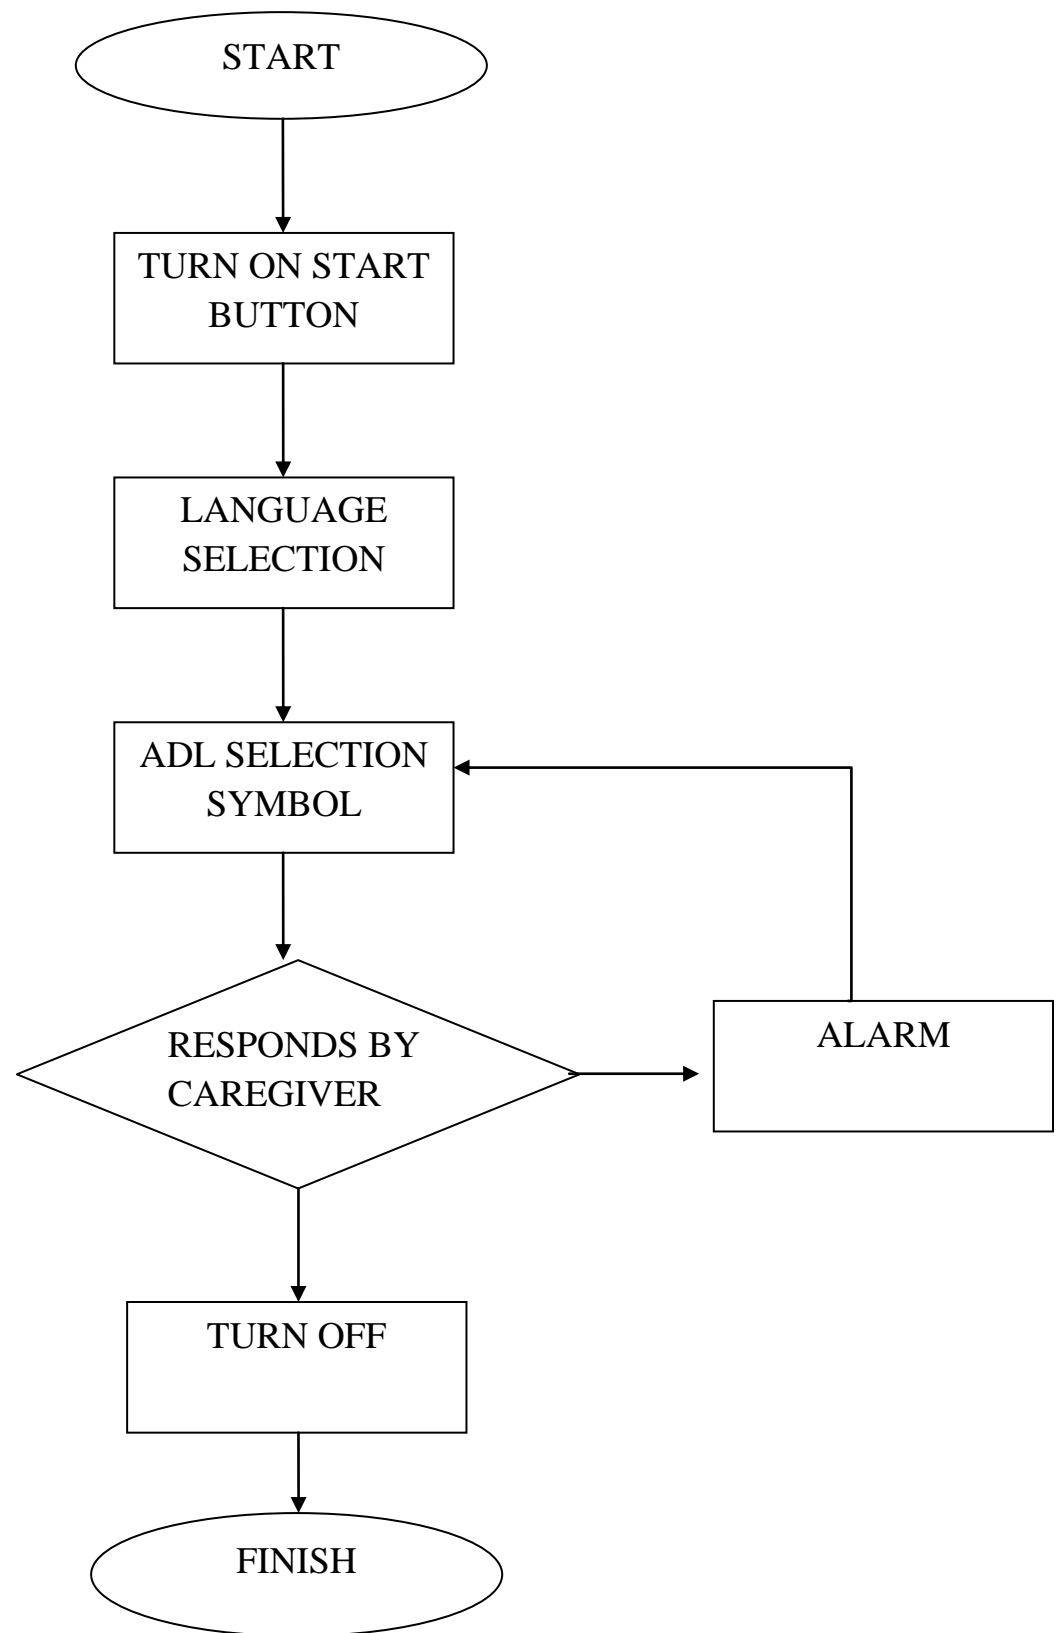 START
TURN ON START
BUTTON
LANGUAGE
SELECTION
ADL SELECTION
SYMBOL
RESPONDS BY
CAREGIVER
ALARM
TURN OFF
FINISH